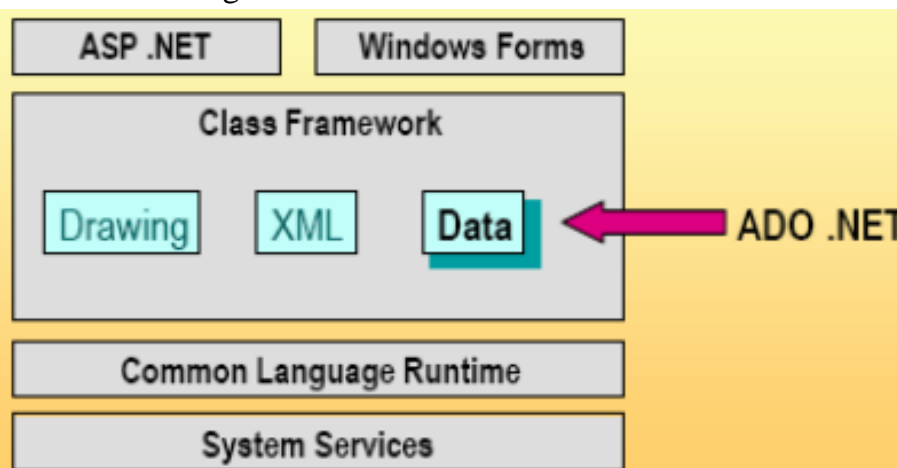 ASP .NET
Windows Forms
Class Framework
Drawing
XML
Data
ADO .NET
Common Language Runtime
System Services